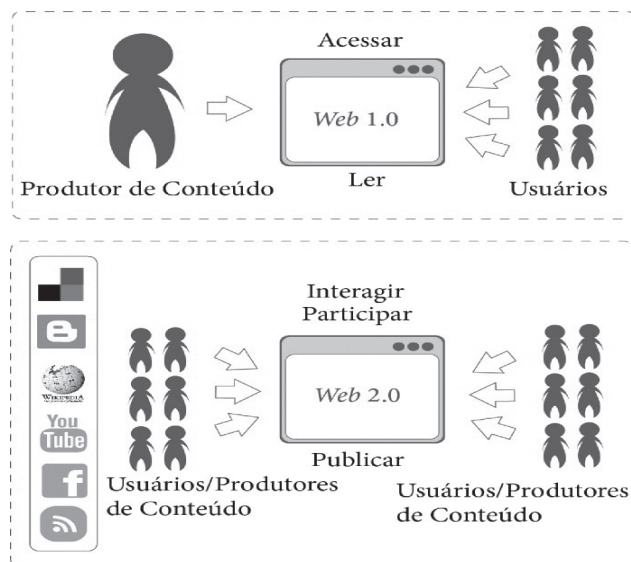 Acessar
Web 1.0
Produtor de Conteúdo
Ler
Usuários
Interagir
Participar
WIKIPEDIA
You
Tube
Web 2.0
Publicar
Usuários/Produtores
de Conteúdo
Usuários/Produtores
de Conteúdo